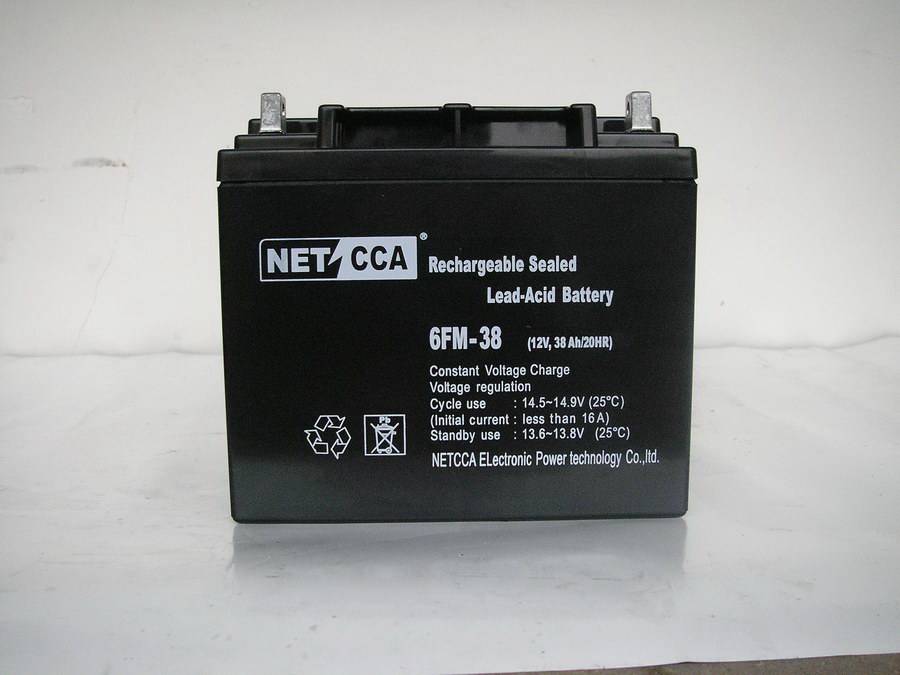 NET CCA ®
Rechargeable Sealed
Lead-Acid Battery
6FM-38 (12V, 38 Ah/20HR)
Constant Voltage Charge
Voltage regulation
Cycle use : 14.5~14.9V (25°C)
(Initial current : less than 16A)
Standby use : 13.6~13.8V (25°C)
Pb
NETCCA ELectronic Power technology Co.,ltd.